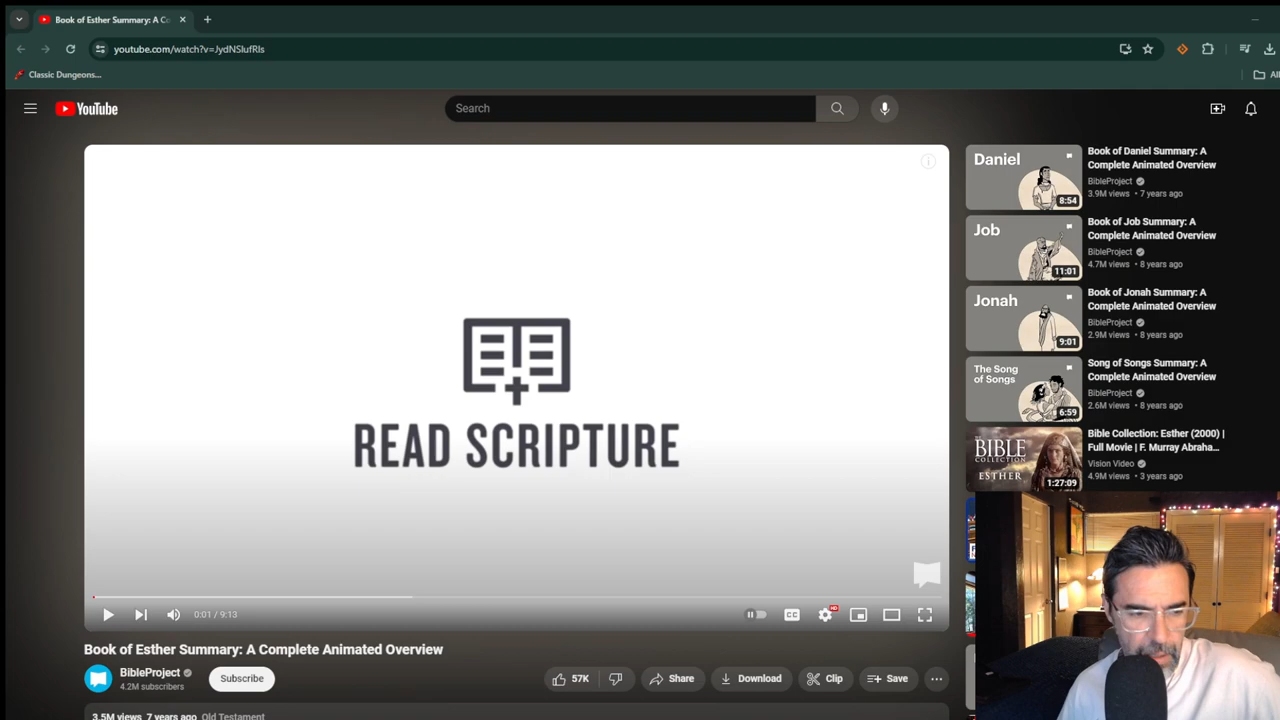 Book of Esther Summary: A Co
youtube.com/watch?v=JydNSlufRls
Classic Dungeons...
All
YouTube
Search
READ SCRIPTURE
0:01 / 9:13
CC
HD
Book of Esther Summary: A Complete Animated Overview
BibleProject
4.2M subscribers
Subscribe
57K
Share
Download
Clip
Save
3.5M views 7 years ago Old Testament
Daniel
8:54
Book of Daniel Summary: A
Complete Animated Overview
BibleProject
3.9M views • 7 years ago
Job
11:01
Book of Job Summary: A
Complete Animated Overview
BibleProject
4.7M views • 8 years ago
Jonah
9:01
Book of Jonah Summary: A
Complete Animated Overview
BibleProject
2.9M views • 8 years ago
The Song
of Songs
6:59
Song of Songs Summary: A
Complete Animated Overview
BibleProject
2.6M views • 8 years ago
THE BIBLE
COLLECTION
ESTHER
1:27:09
Bible Collection: Esther (2000) |
Full Movie | F. Murray Abraha...
Vision Video
4.9M views • 3 years ago